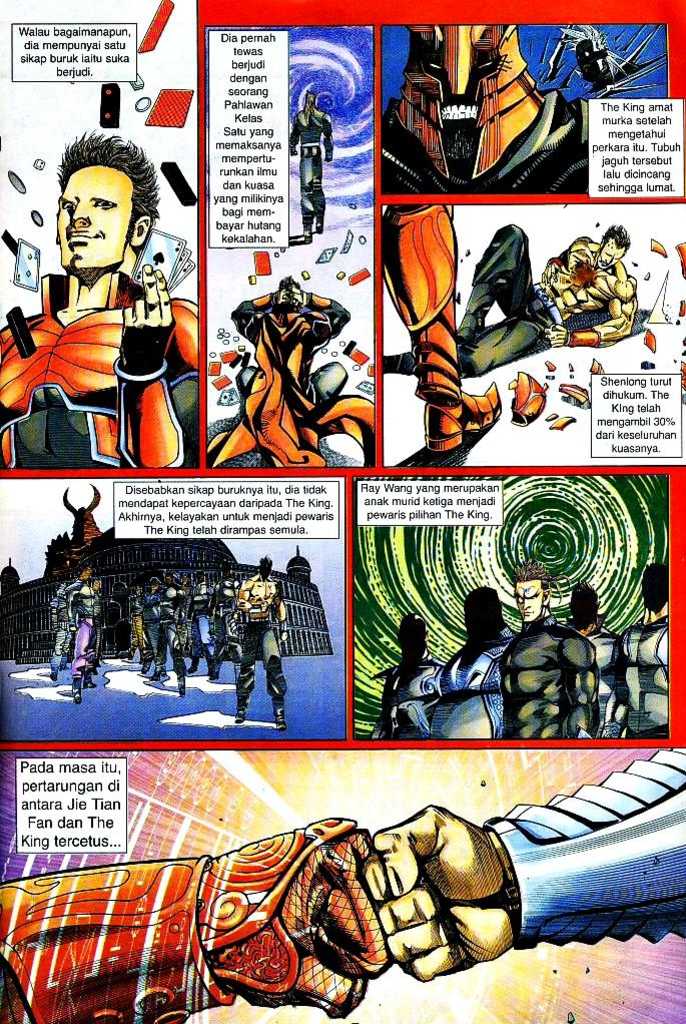 Walau bagaimanapun,
dia mempunyai satu
sikap buruk iaitu suka
berjudi.
Dia pernah
tewas
berjudi
dengan
seorang
Pahlawan
Kelas
Satu yang
memaksanya
mempertu-
runkan ilmu
dan kuasa
yang milikinya
bagi mem-
bayar hutang
kekalahan.
The King amat
murka setelah
mengetahui
perkara itu. Tubuh
jaguh tersebut
lalu dicincang
sehingga lumat.
Shenlong turut
dihukum. The
KIng telah
mengambil 30%
dari keseluruhan
kuasanya.
Disebabkan sikap buruknya itu, dia tidak
mendapat kepercayaan daripada The King.
Akhirnya, kelayakan untuk menjadi pewaris
The King telah dirampas semula.
Ray Wang yang merupakan
anak murid ketiga menjadi
pewaris pilihan The King.
Pada masa itu,
pertarungan di
antara Jie Tian
Fan dan The
King tercetus...